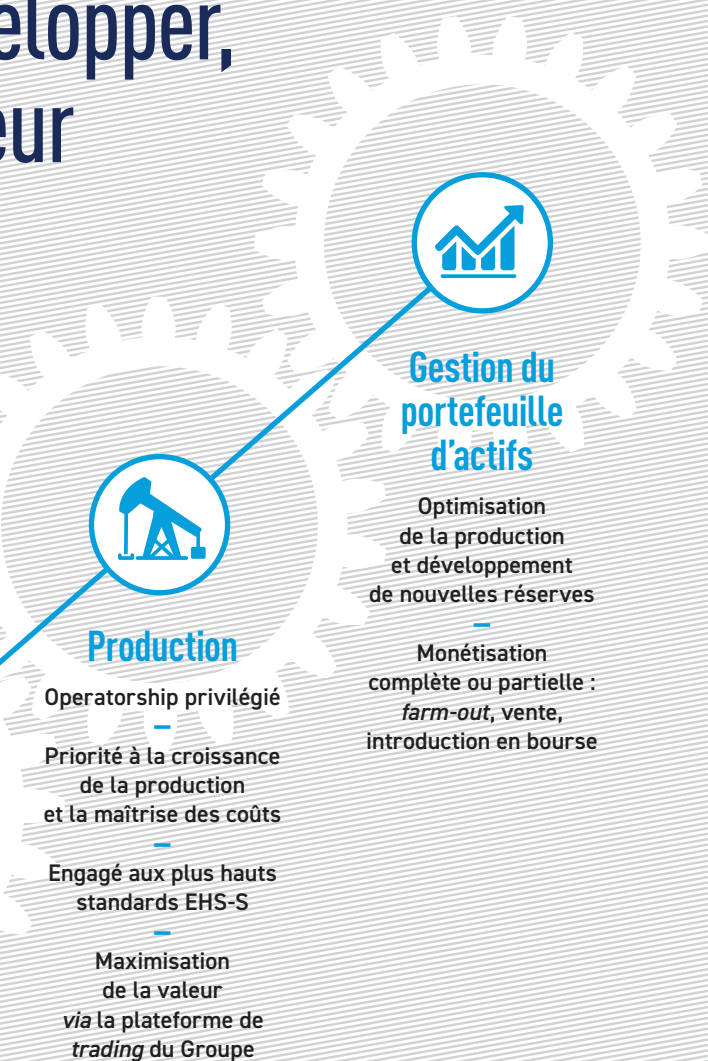 elopper,
eur
Gestion du
portefeuille
d'actifs
Optimisation
de la production
et développement
de nouvelles réserves
–
Monétisation
complète ou partielle :
farm-out, vente,
introduction en bourse
Production
Operatorship privilégié
–
Priorité à la croissance
de la production
et la maîtrise des coûts
–
Engagé aux plus hauts
standards EHS-S
–
Maximisation
de la valeur
via la plateforme de
trading du Groupe